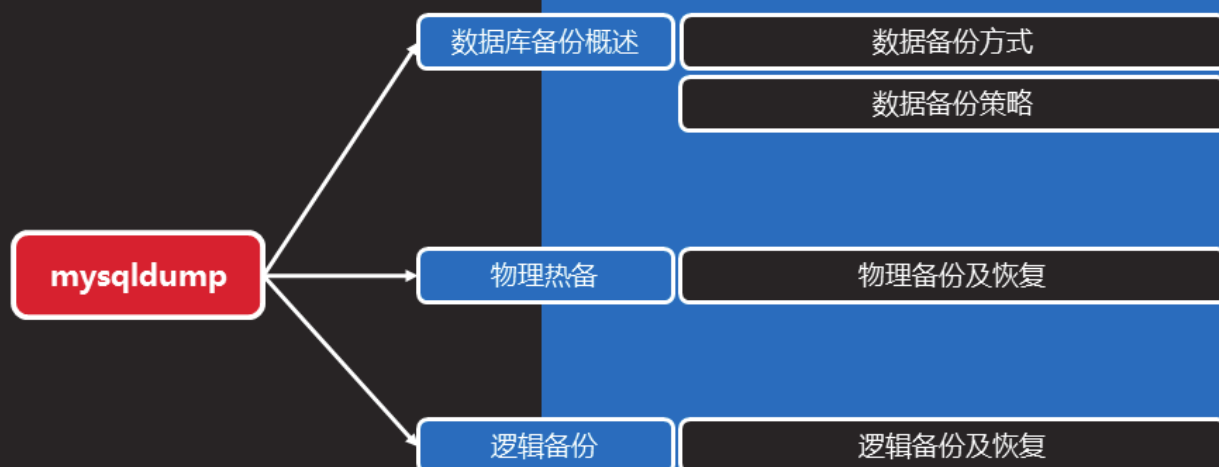 mysqldump
数据库备份概述
数据备份方式
数据备份策略
物理热备
物理备份及恢复
逻辑备份
逻辑备份及恢复